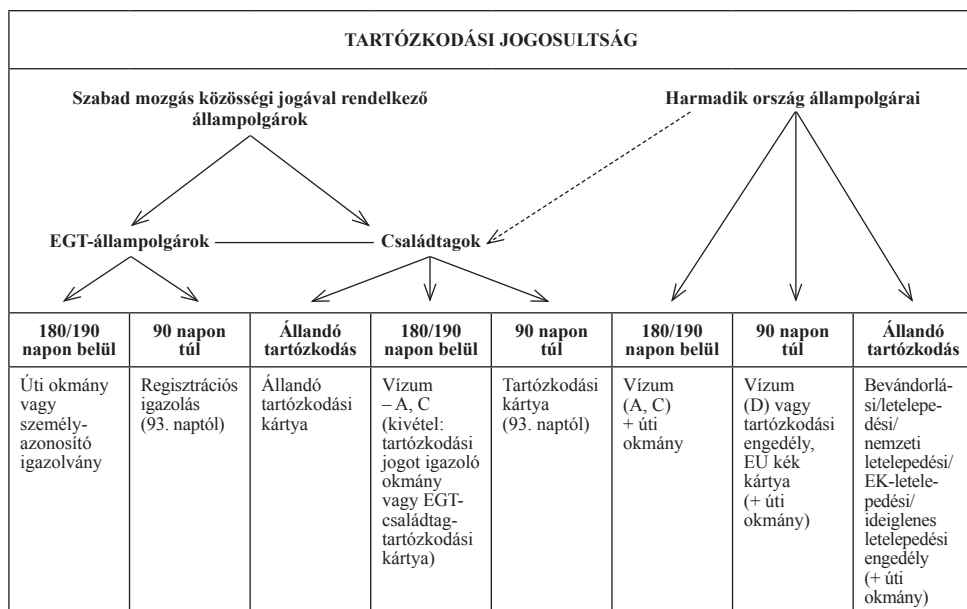 TARTÓZKODÁSI JOGOSULTSÁG
Szabad mozgás közösségi jogával rendelkező
állampolgárok
Harmadik ország állampolgárai
EGT-állampolgárok
Családtagok
180/190
napon belül
90 napon
túl
Állandó
tartózkodás
180/190
napon belül
90 napon
túl
180/190
napon belül
90 napon
túl
Állandó
tartózkodás
Úti okmány
vagy
személy-
azonosító
igazolvány
Regisztrációs
igazolás
(93. naptól)
Állandó
tartózkodási
kártya
Vízum
– A, C
(kivétel:
tartózkodási
jogot igazoló
okmány
vagy EGT-
családtag-
tartózkodási
kártya)
Tartózkodási
kártya
(93. naptól)
Vízum
(A, C)
+ úti
okmány
Vízum
(D) vagy
tartózkodási
engedély,
EU kék
kártya
(+ úti
okmány)
Bevándorlá-
si/letelepe-
dési/
nemzeti
letelepedési/
EK-letele-
pedési/
ideiglenes
letelepedési
engedély
(+ úti
okmány)